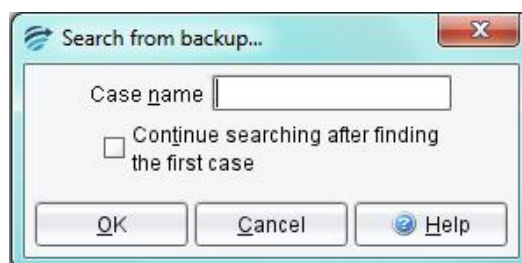 Search from backup...
Case name
Continue searching after finding
the first case
OK
Cancel
Help